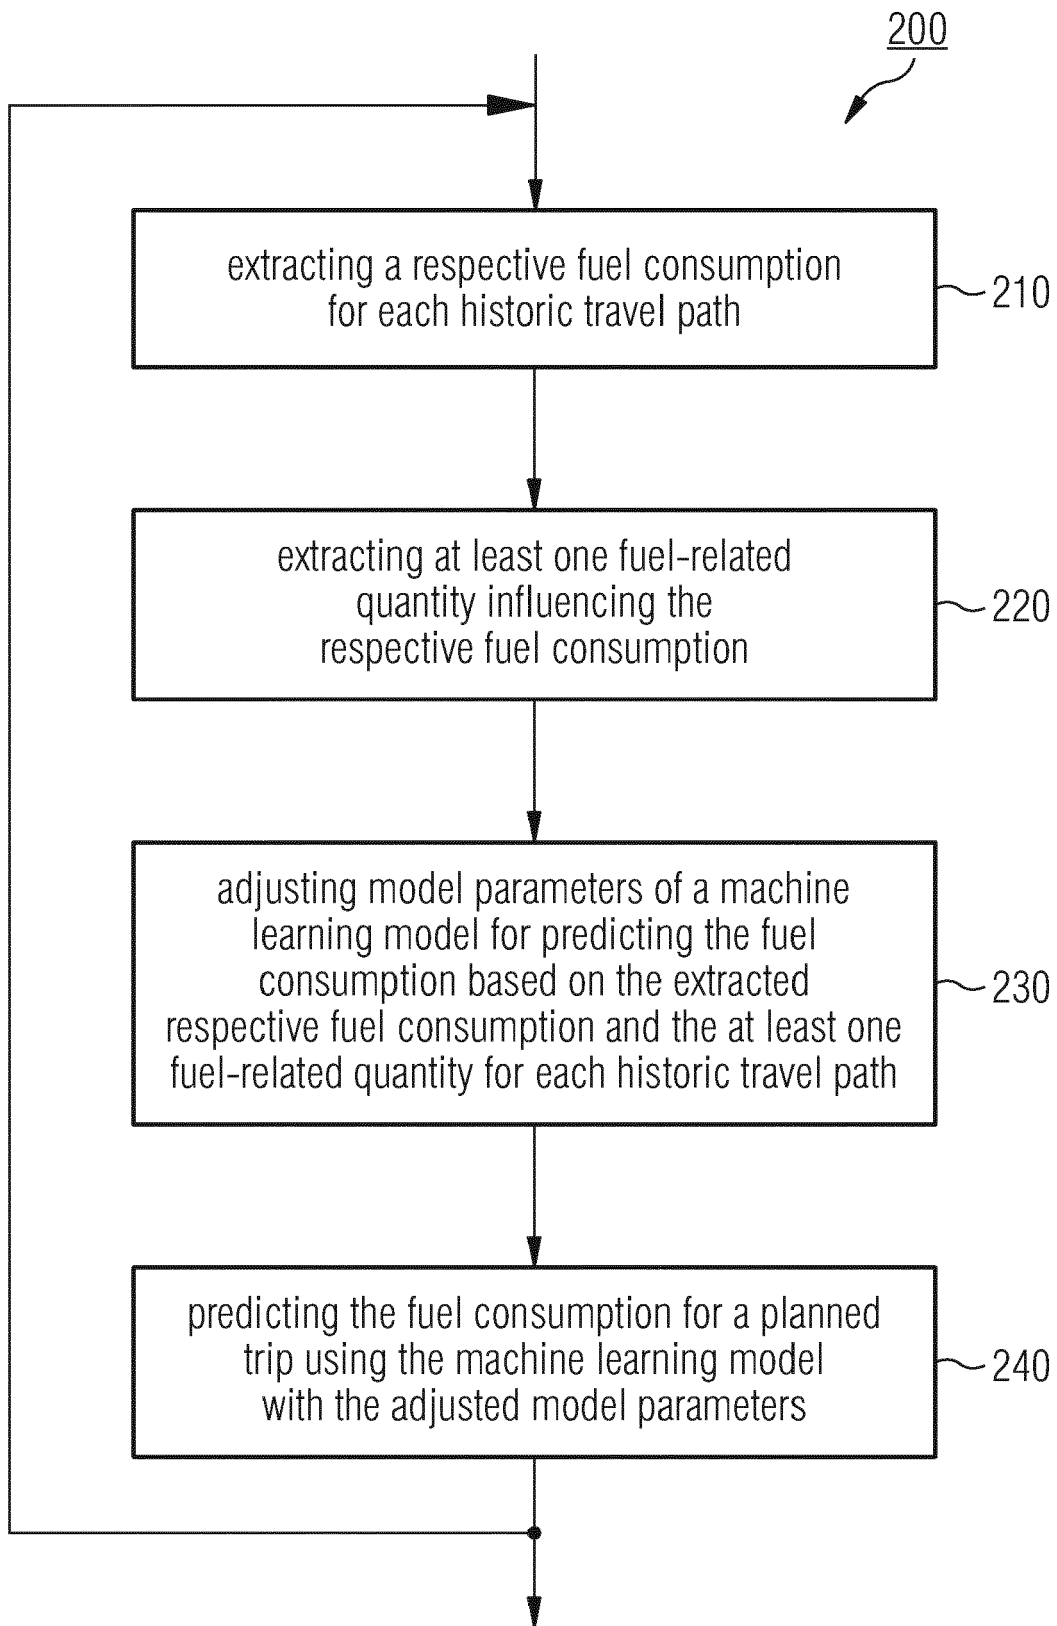 200
extracting a respective fuel consumption
for each historic travel path
210
extracting at least one fuel-related
quantity influencing the
respective fuel consumption
220
adjusting model parameters of a machine
learning model for predicting the fuel
consumption based on the extracted
respective fuel consumption and the at least one
fuel-related quantity for each historic travel path
230
predicting the fuel consumption for a planned
trip using the machine learning model
with the adjusted model parameters
240